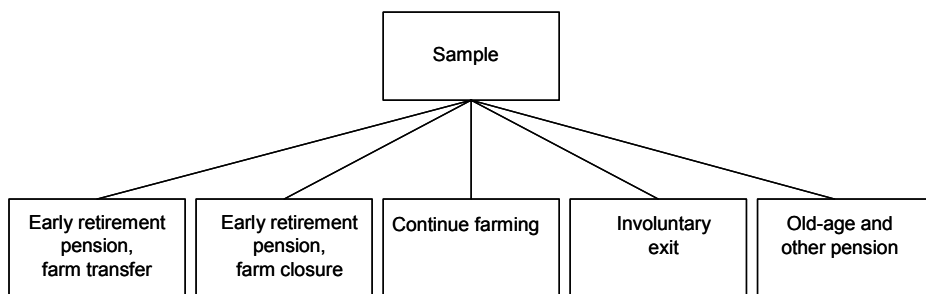 Sample
Early retirement
pension,
farm transfer
Early retirement
pension,
farm closure
Continue farming
Involuntary
exit
Old-age and
other pension